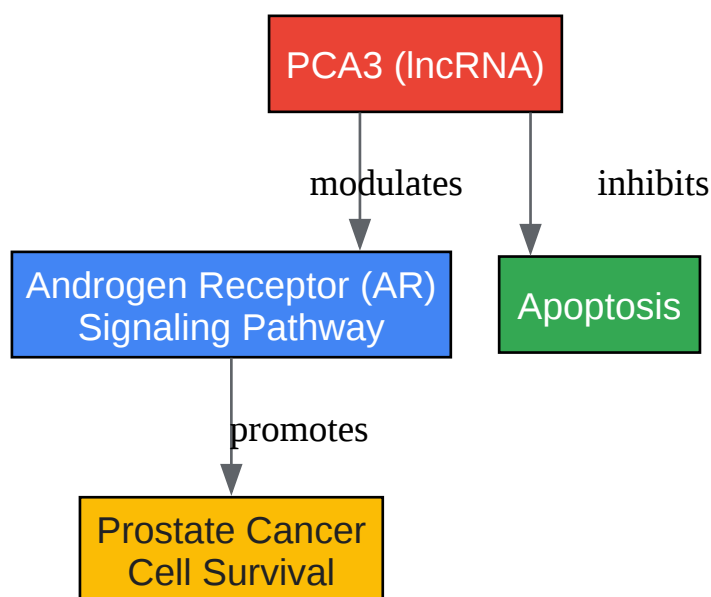 PCA3 (lncRNA)
modulates
inhibits
Androgen Receptor (AR)
Signaling Pathway
Apoptosis
promotes
Prostate Cancer
Cell Survival